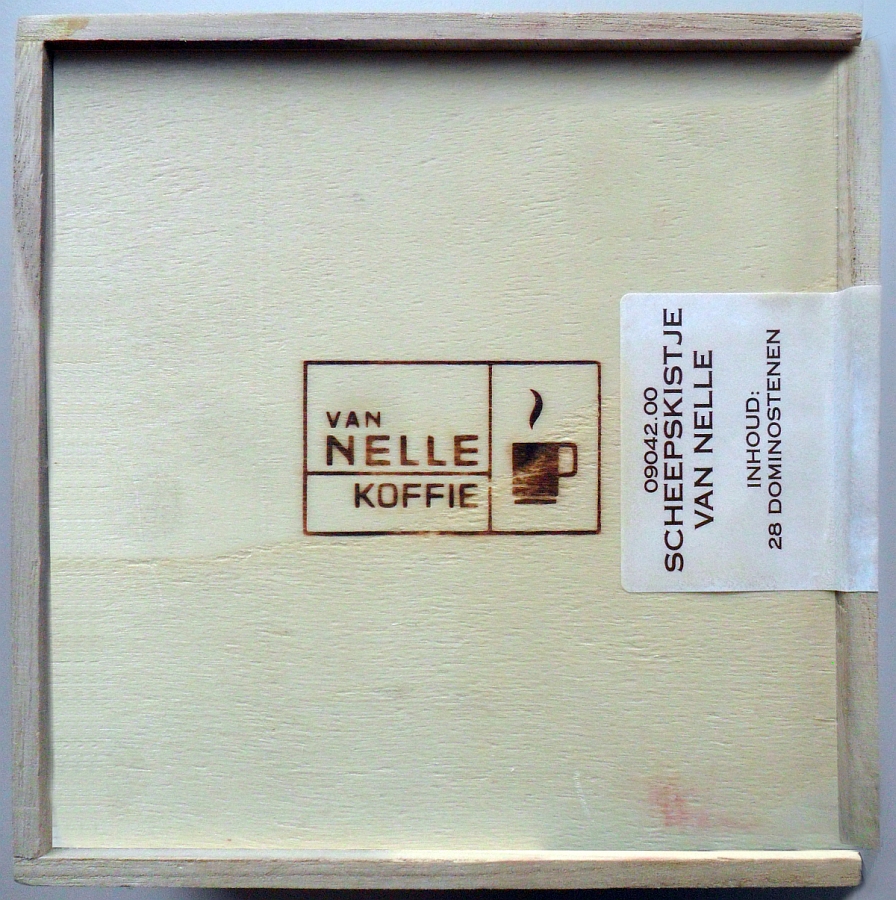 VAN
NELLE
KOFFIE
09042.00
SCHEEPSKISTJE
VAN NELLE
INHOUD:
28 DOMINOSTENEN